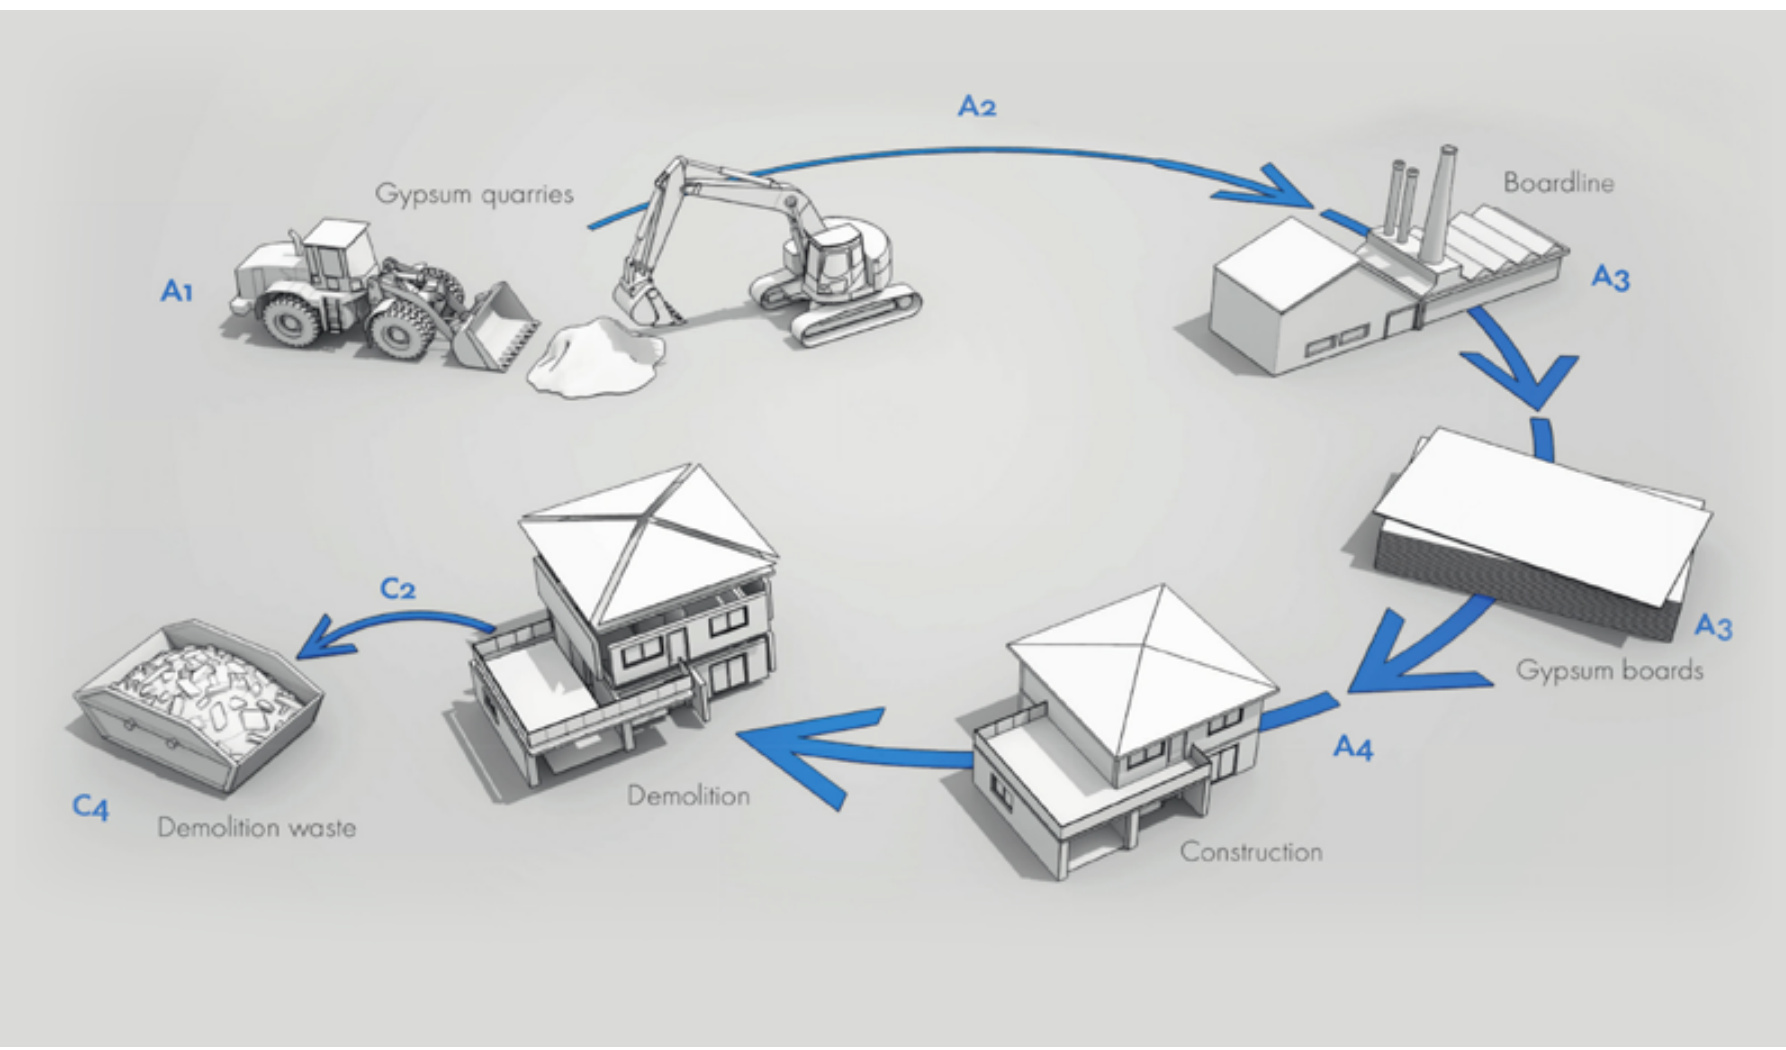 A2
Gypsum quarries
Boardline
A1
A3
C2
A3
Gypsum boards
A4
Demolition
C4
Demolition waste
Construction